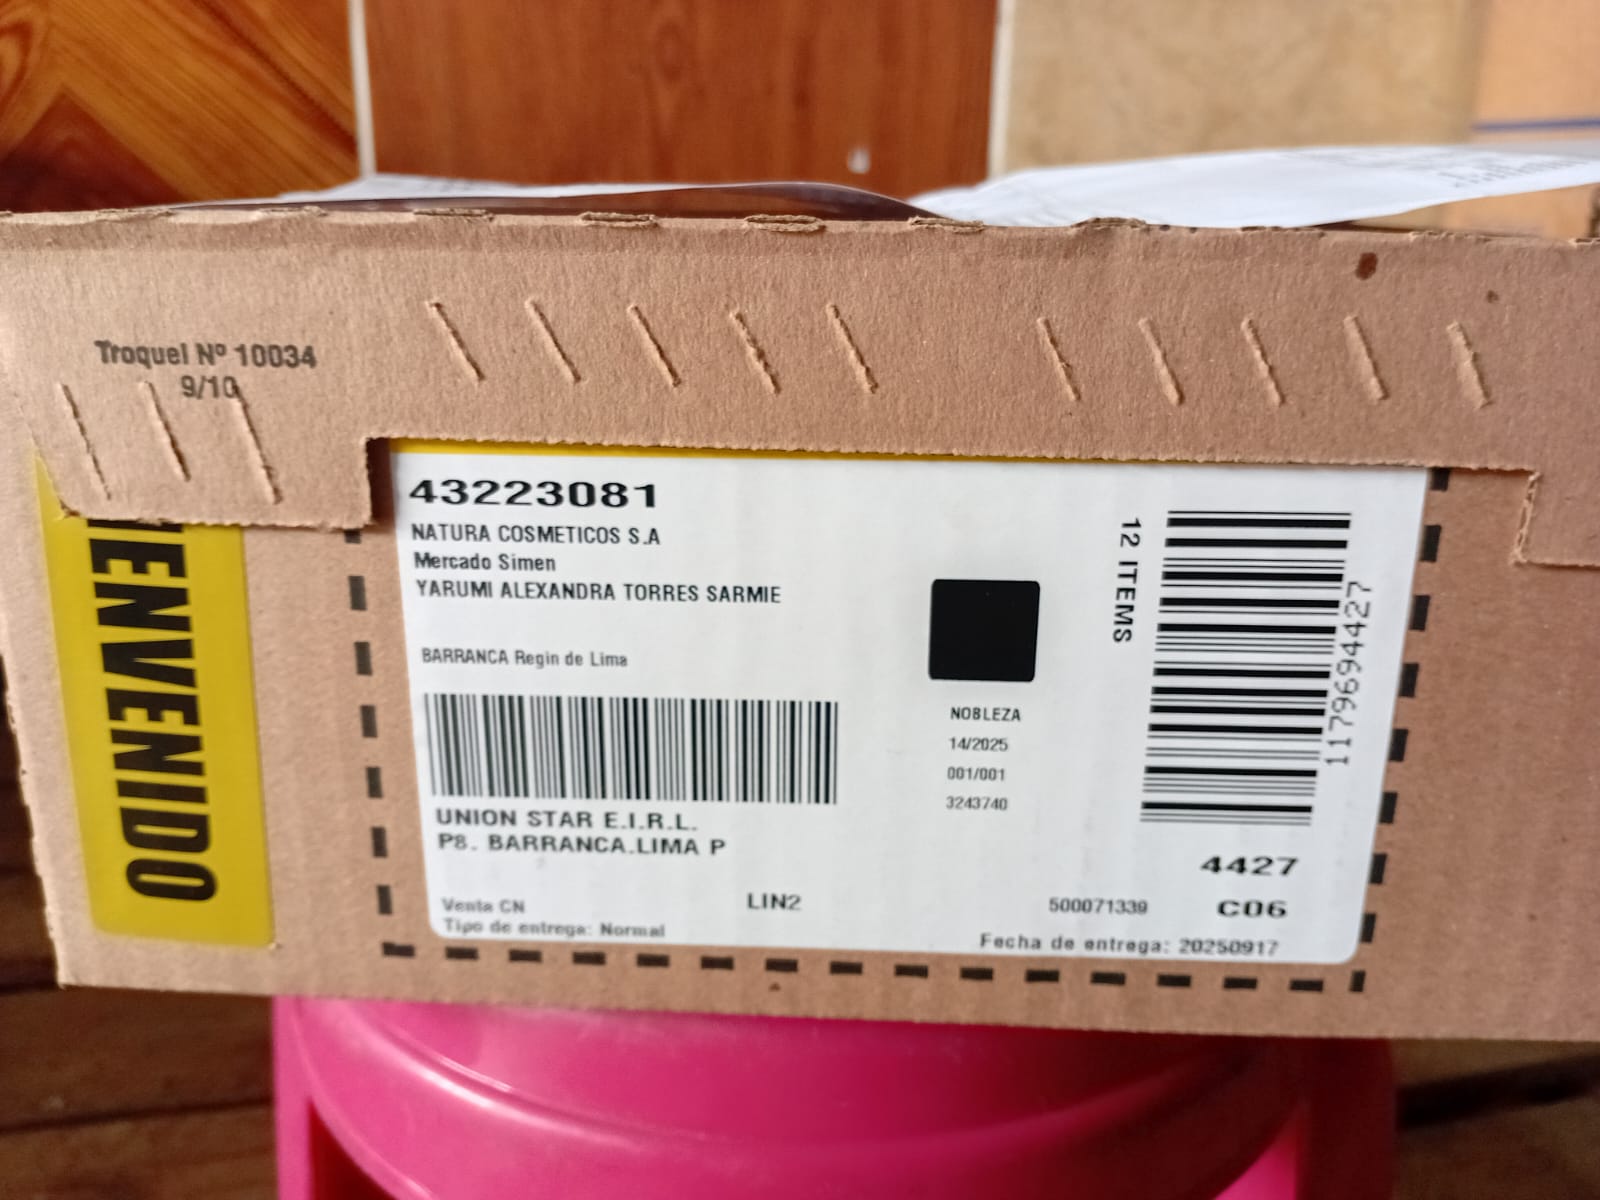 Troquel Nº 10034
9/10
43223081
NATURA COSMETICOS S.A
Mercado Simen
YARUMI ALEXANDRA TORRES SARMIE
BARRANCA Regin de Lima
UNION STAR E.I.R.L.
P8. BARRANCA.LIMA P
Venta CN
LIN2
Tipo de entrega: Normal
NOBLEZA
14/2025
001/001
3243740
12 ITEMS
1179694427
4427
500071339
C06
Fecha de entrega: 20250917
IENVENIDO